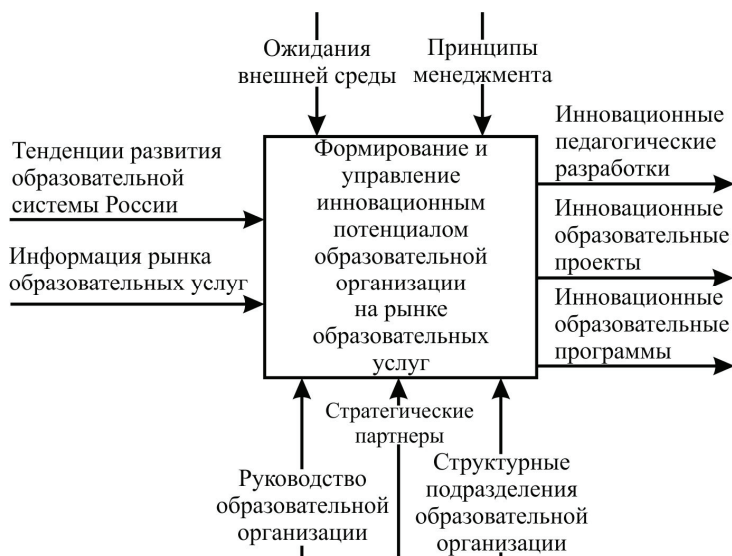 Ожидания
внешней среды
Принципы
менеджмента
Тенденции развития
образовательной
системы России
Информация рынка
образовательных услуг
Формирование и
управление
инновационным
потенциалом
образовательной
организации
на рынке
образовательных
услуг
Инновационные
педагогические
разработки
Инновационные
образовательные
проекты
Инновационные
образовательные
программы
Руководство
образовательной
организации
Стратегические
партнеры
Структурные
подразделения
образовательной
организации